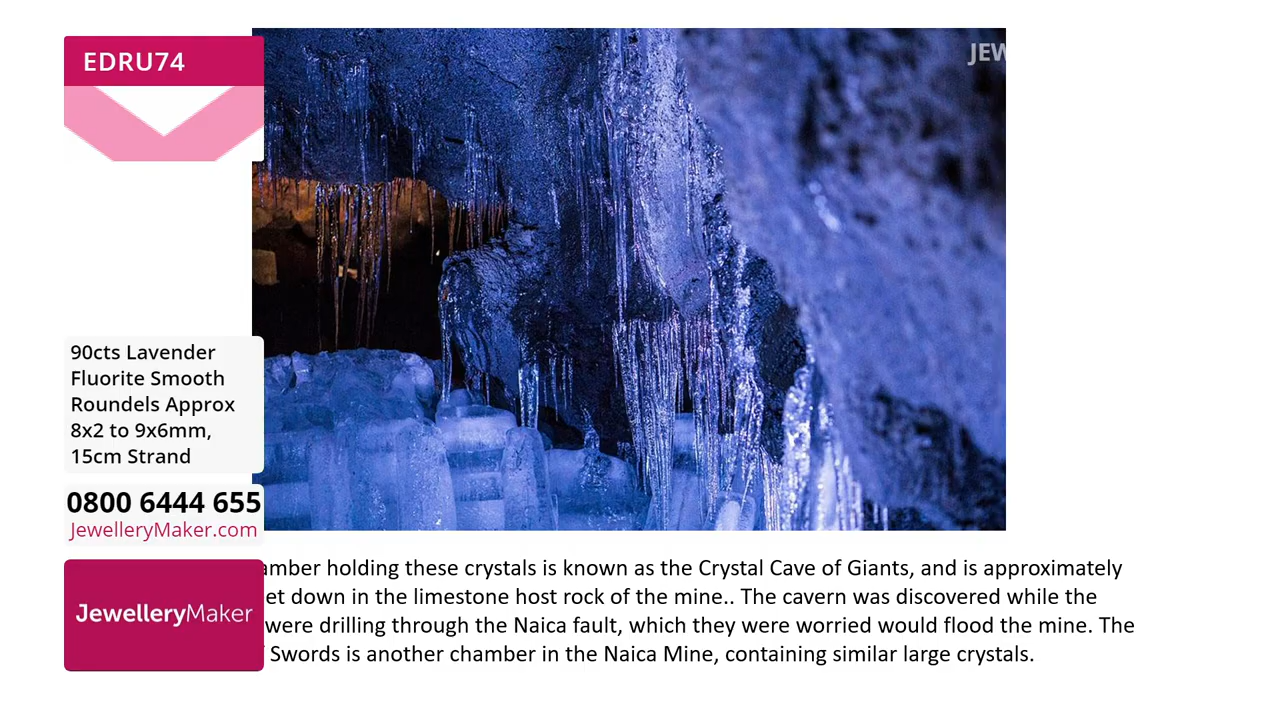 EDRU74
JEW
90cts Lavender
Fluorite Smooth
Roundels Approx
8x2 to 9x6mm,
15cm Strand
0800 6444 655
JewelleryMaker.com
JewelleryMaker
amber holding these crystals is known as the Crystal Cave of Giants, and is approximately
et down in the limestone host rock of the mine.. The cavern was discovered while the
were drilling through the Naica fault, which they were worried would flood the mine. The
Swords is another chamber in the Naica Mine, containing similar large crystals.